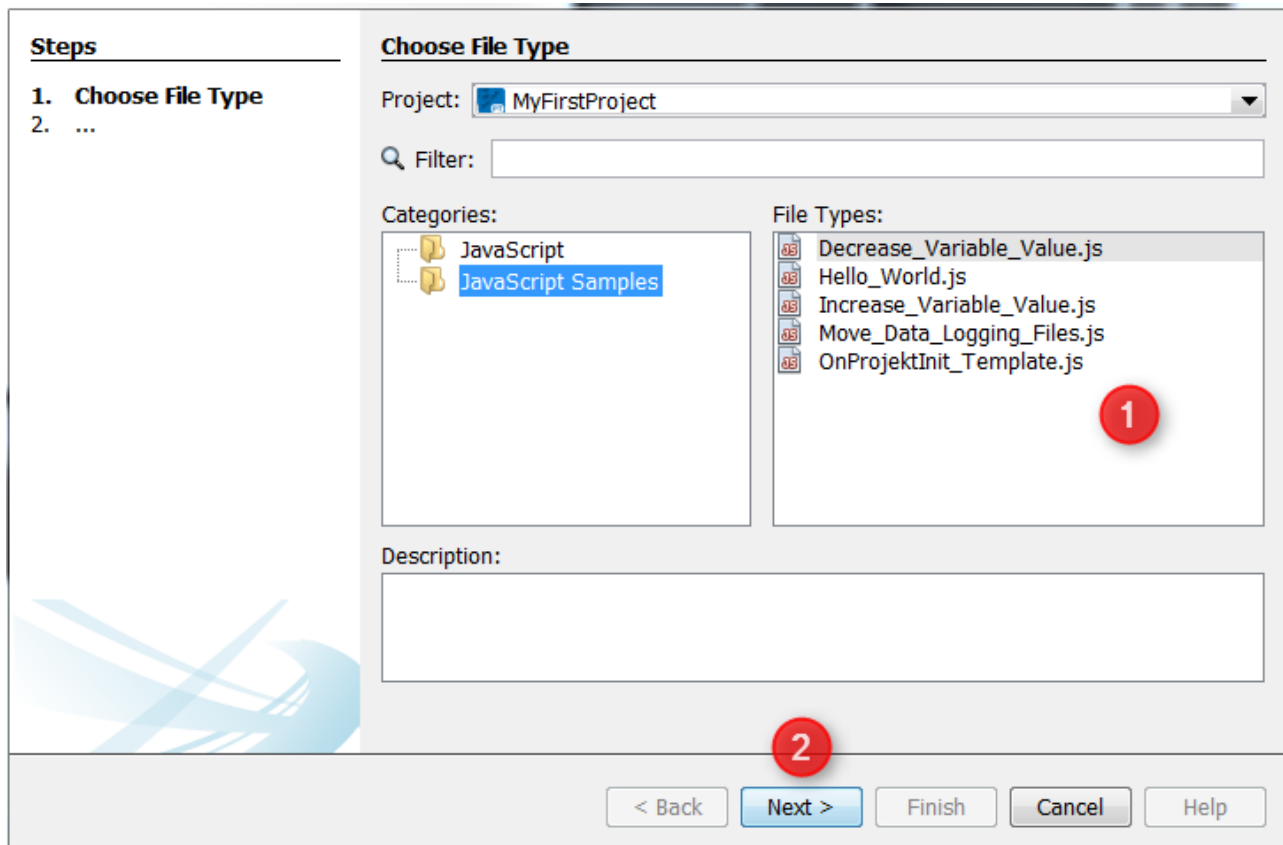 Steps
1. Choose File Type
2. ...
Choose File Type
Project: MyFirstProject
Filter:
Categories:
JavaScript
JavaScript Samples
File Types:
Decrease_Variable_Value.js
Hello_World.js
Increase_Variable_Value.js
Move_Data_Logging_Files.js
OnProjektInit_Template.js
1
Description:
2
< Back
Next >
Finish
Cancel
Help